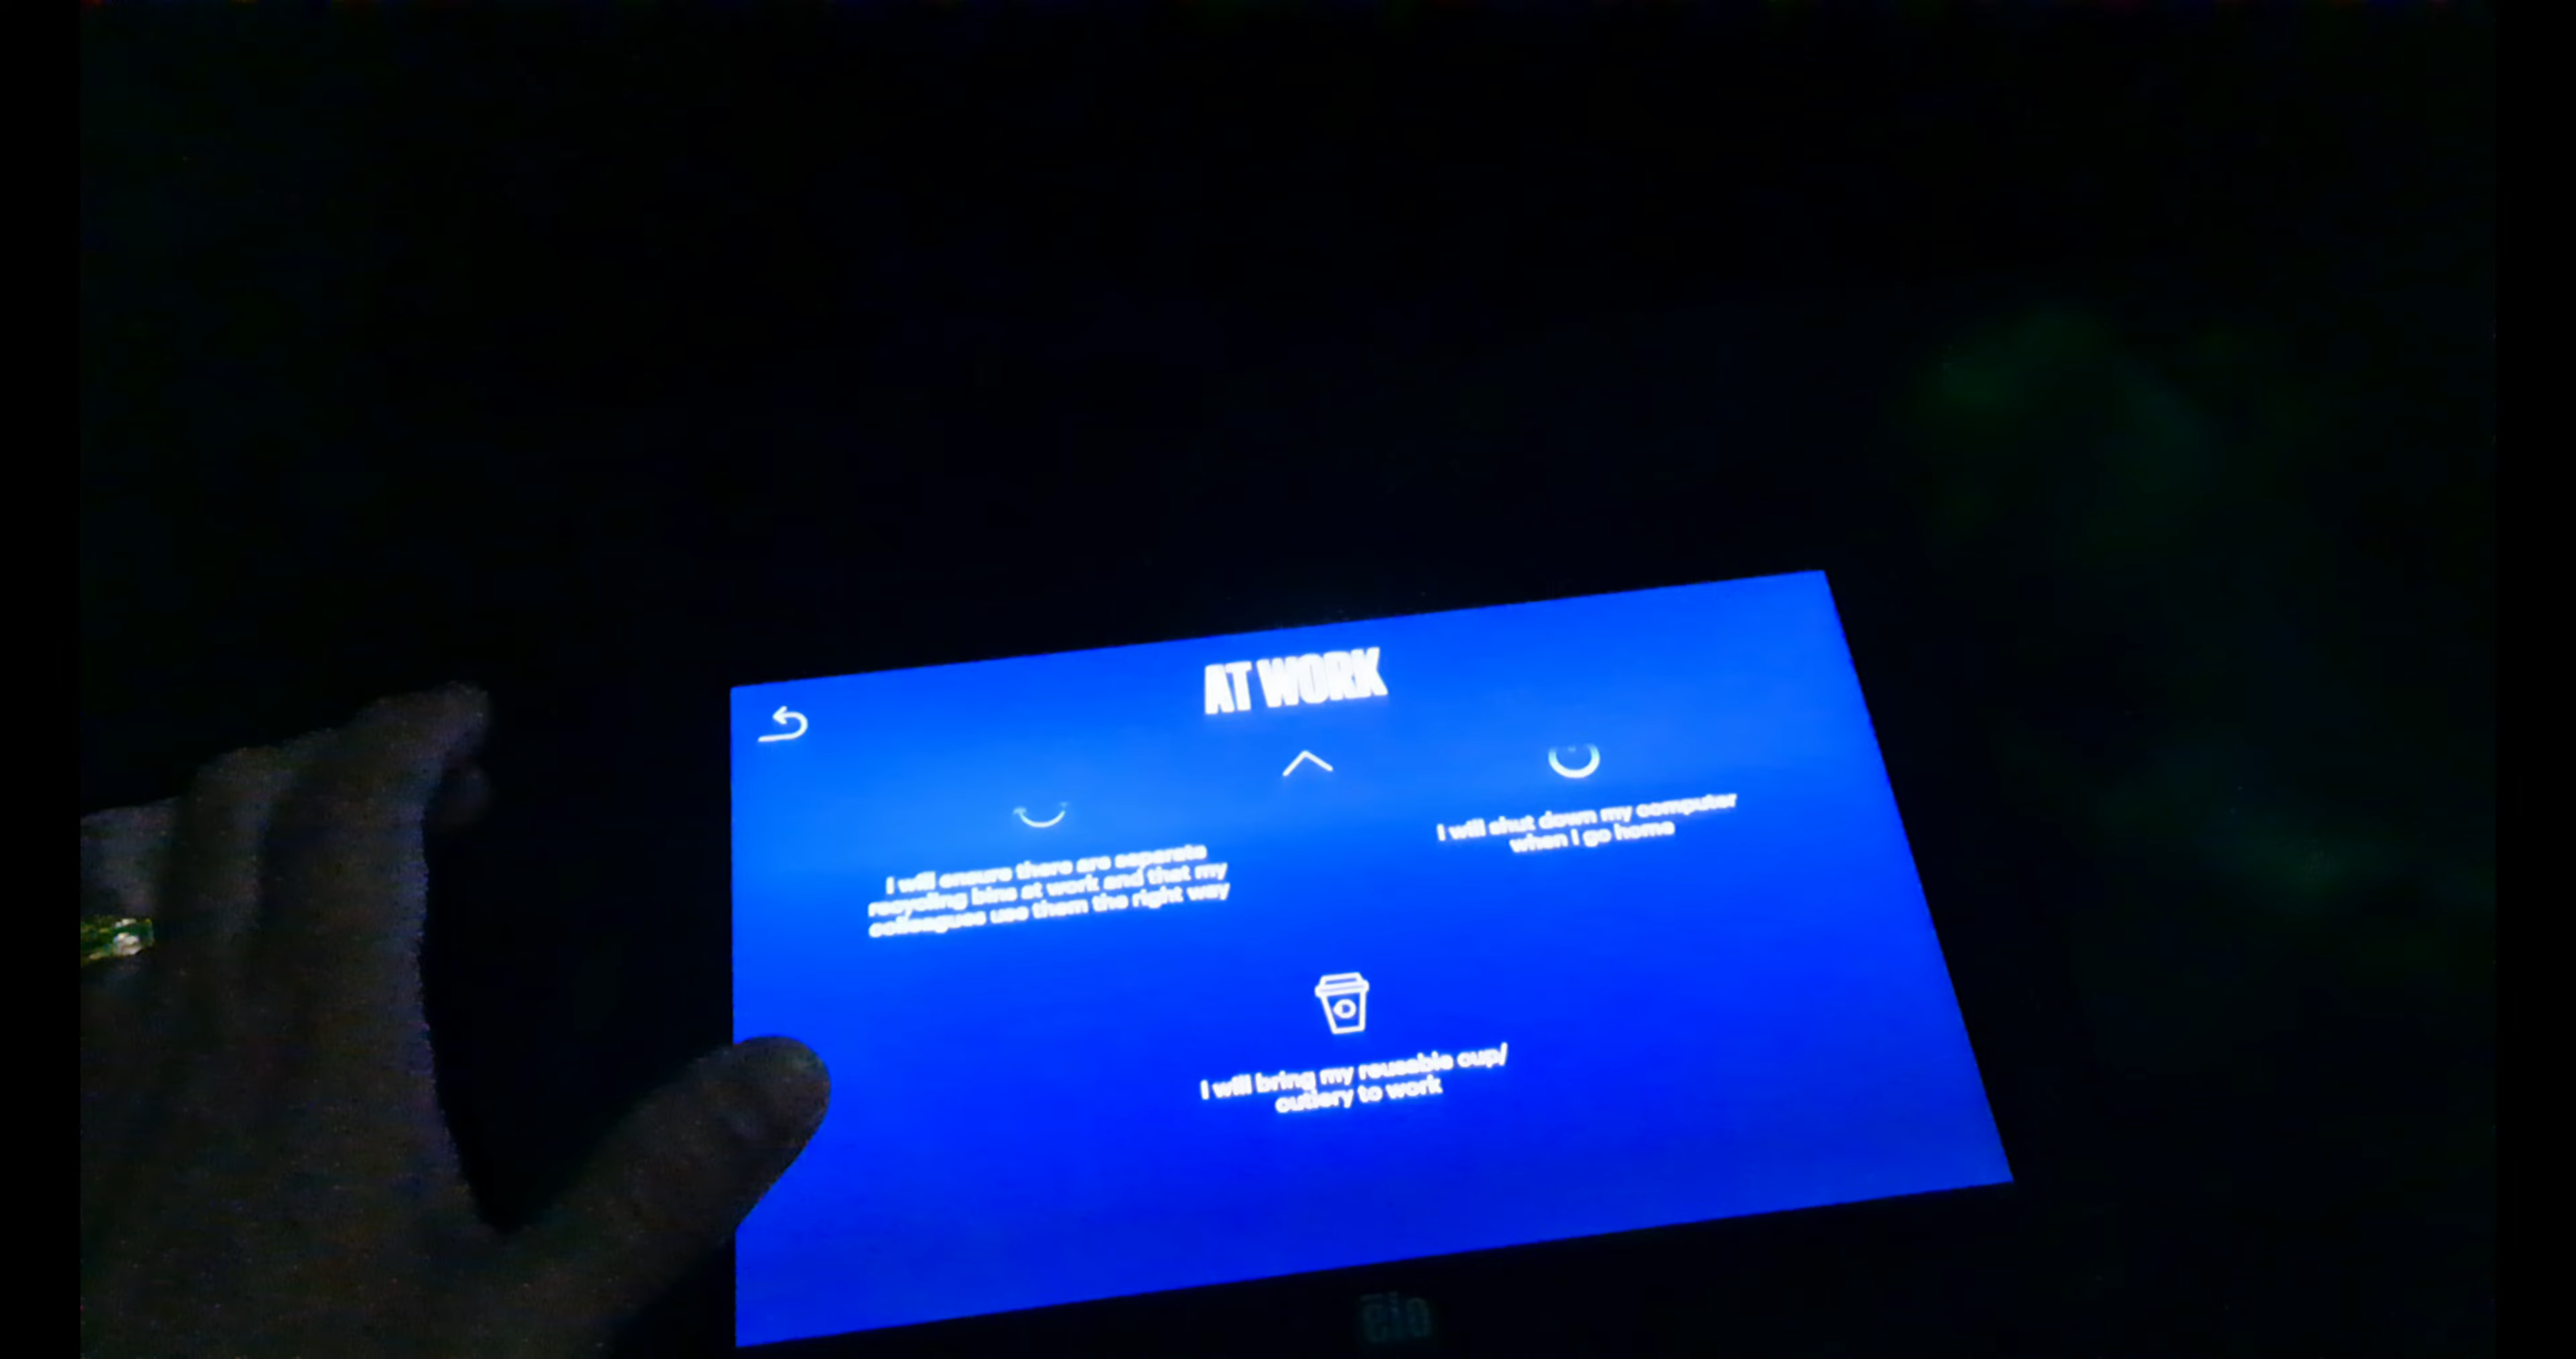 AT WORK
I will ensure there are separate
recycling bins at work and that my
colleagues use them the right way
I will shut down my computer
when I go home
I will bring my reusable cup/
cutlery to work
elo